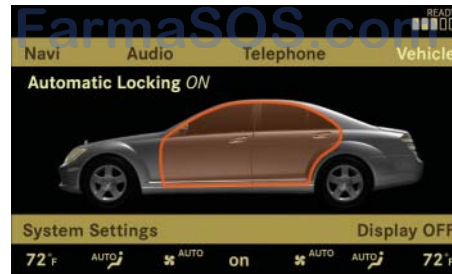 READY
FarmaSOS.com
Navi Audio Telephone Vehicle
Automatic Locking ON
System Settings Display OFF
72°F AUTO AUTO on AUTO AUTO 72°F